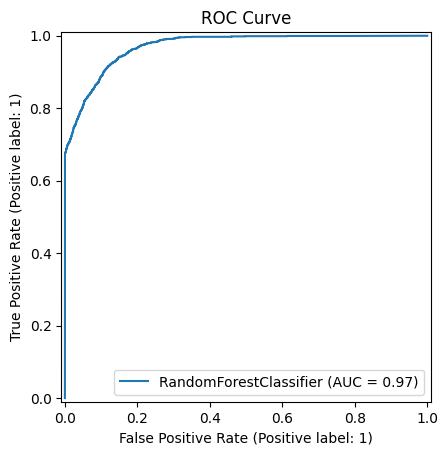 ROC Curve
True Positive Rate (Positive label: 1)
1.0
0.8
0.6
0.4
0.2
0.0
RandomForestClassifier (AUC = 0.97)
0.0 0.2 0.4 0.6 0.8 1.0
False Positive Rate (Positive label: 1)